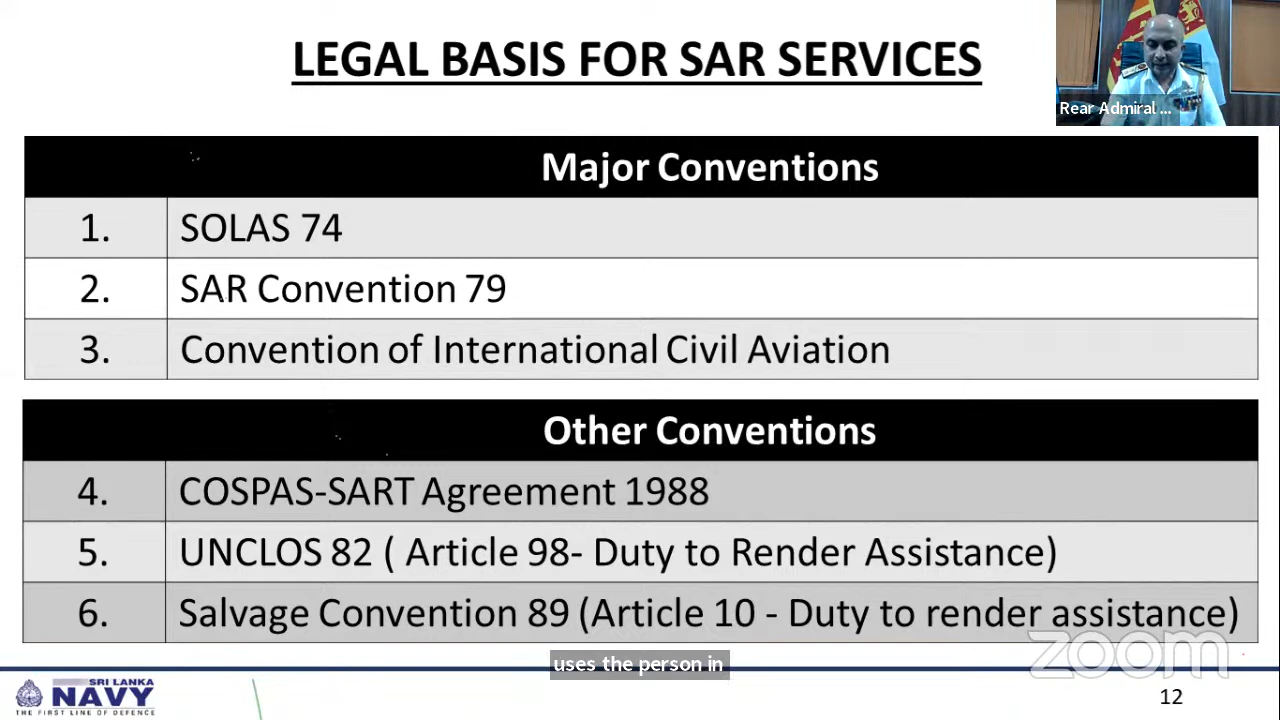 LEGAL BASIS FOR SAR SERVICES
Rear Admiral ...
Major Conventions
1. SOLAS 74
2. SAR Convention 79
3. Convention of International Civil Aviation
Other Conventions
4. COSPAS-SART Agreement 1988
5. UNCLOS 82 ( Article 98- Duty to Render Assistance)
6. Salvage Convention 89 (Article 10 - Duty to render assistance)
zoom
uses the person in
SRI LANKA
NAVY
THE FIRST LINE OF DEFENCE
12